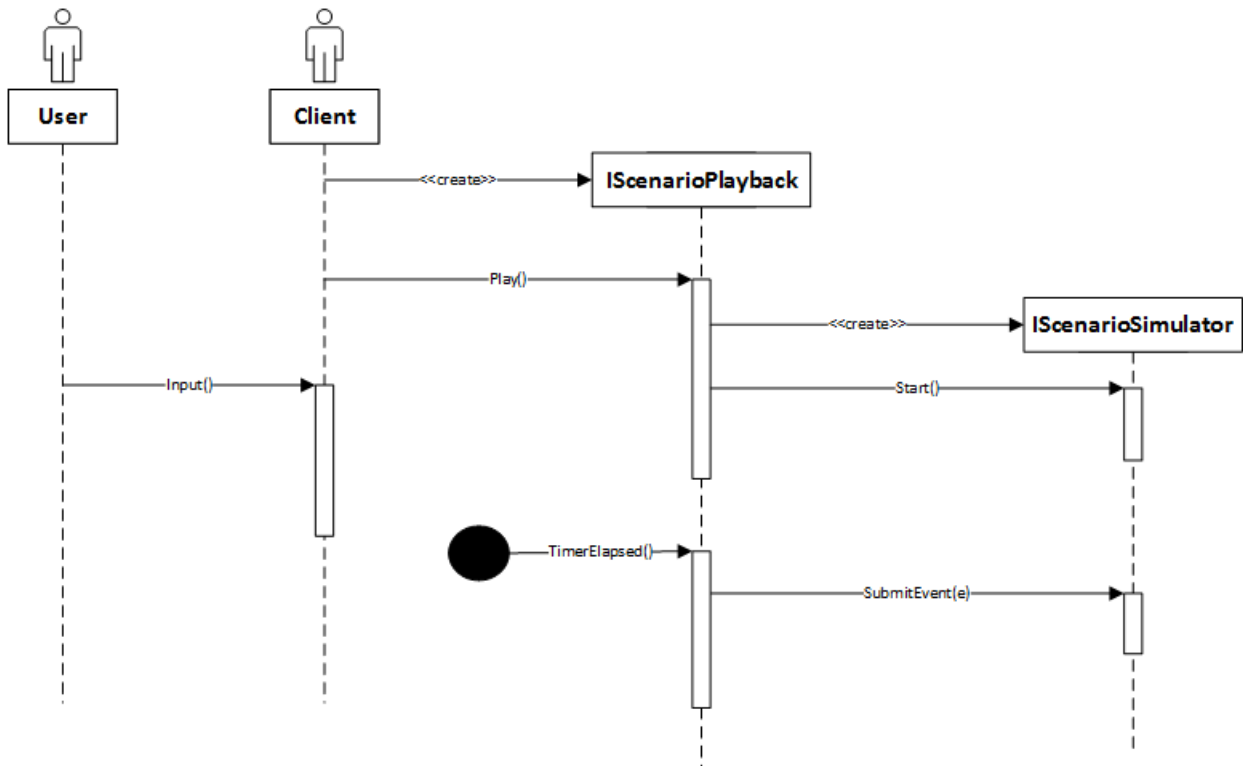 User
Client
<<create>>
IScenarioPlayback
Play()
<<create>>
IScenarioSimulator
Input()
Start()
TimerElapsed()
SubmitEvent(e)